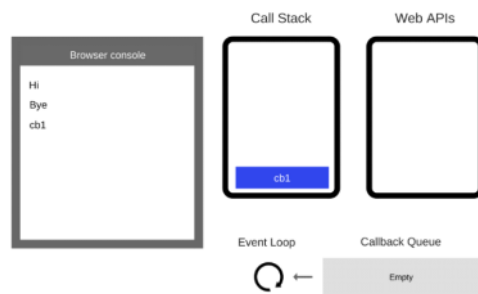 Call Stack
Web APIs
Browser console
Hi
Bye
cb1
cb1
Event Loop
Callback Queue
Empty